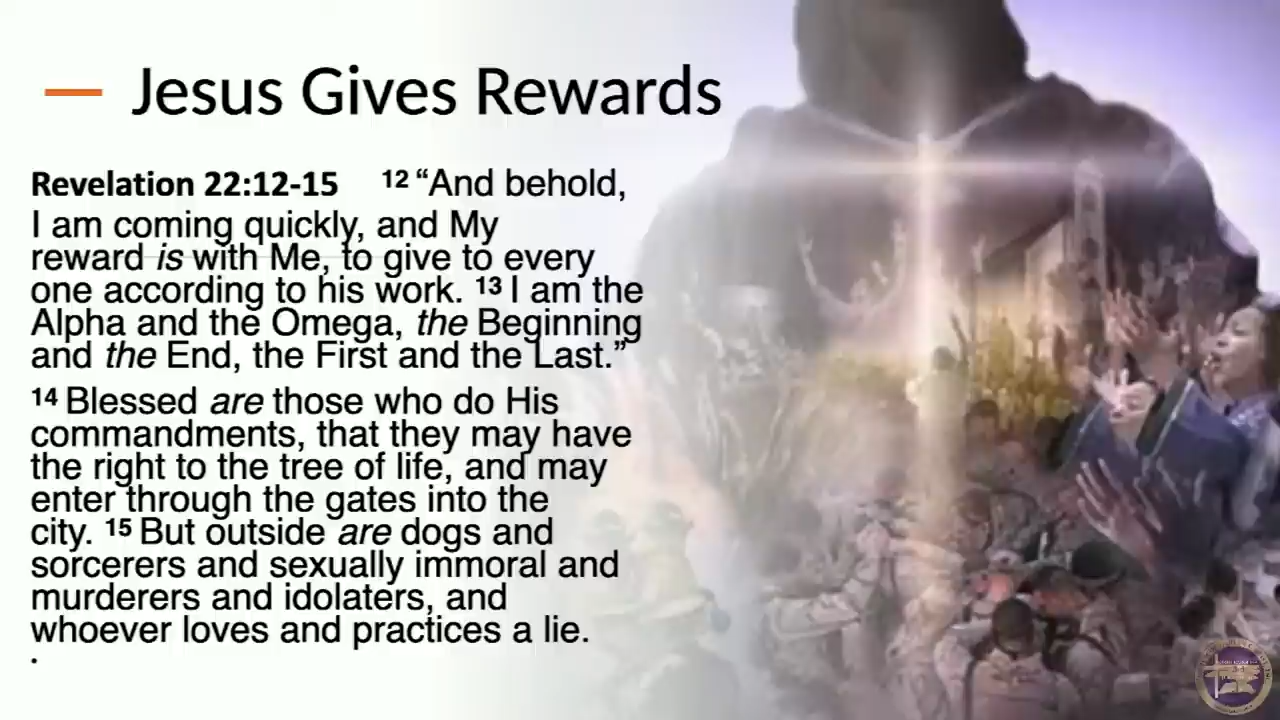 Jesus Gives Rewards
Revelation 22:12-15 12 “And behold,
I am coming quickly, and My
reward is with Me, to give to every
one according to his work. 13 I am the
Alpha and the Omega, the Beginning
and the End, the First and the Last.”
14 Blessed are those who do His
commandments, that they may have
the right to the tree of life, and may
enter through the gates into the
city. 15 But outside are dogs and
sorcerers and sexually immoral and
murderers and idolaters, and
whoever loves and practices a lie.
.